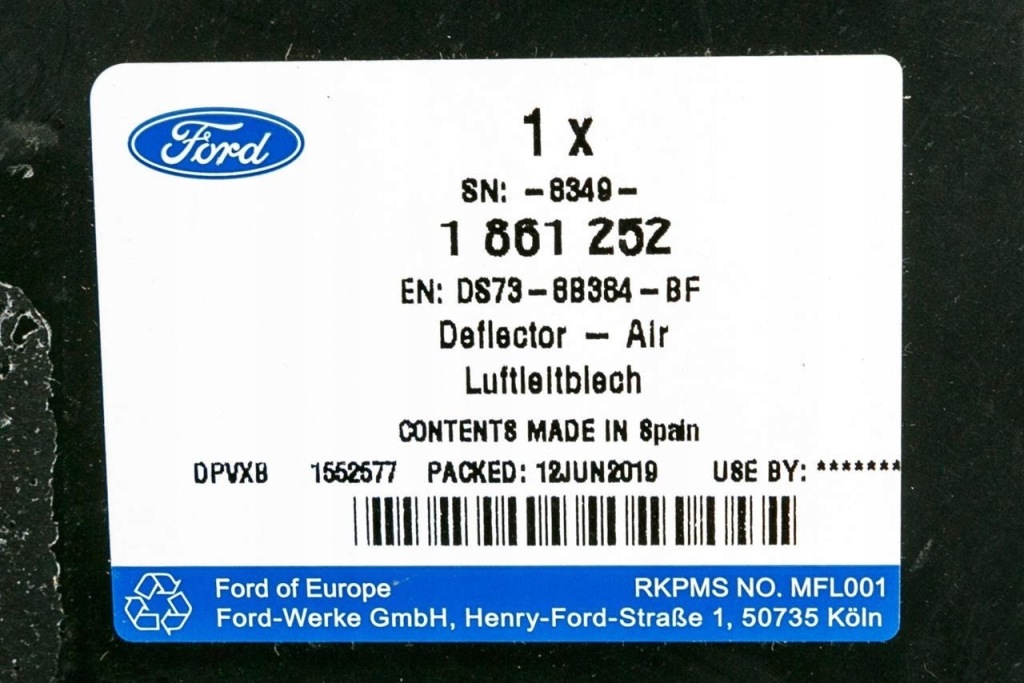 Ford
1 x
SN: -8349-
1 861 252
EN: DS73-8B384-BF
Deflector - Air
Luftleitblech
CONTENTS MADE IN Spain
DPVXB 1552577 PACKED: 12JUN2019 USE BY: *******
Ford of Europe RKPMS NO. MFL001
Ford-Werke GmbH, Henry-Ford-Straße 1, 50735 Köln